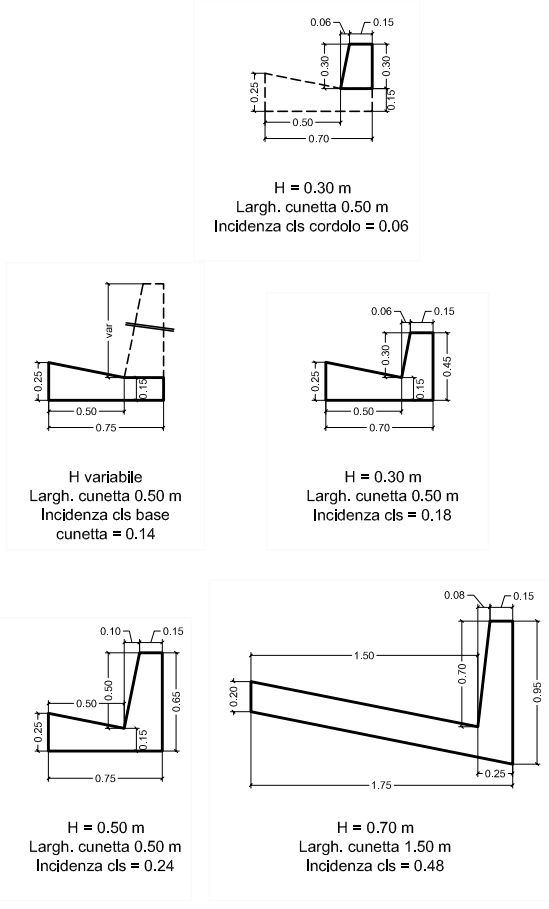 0.06
0.15
0.30
0.30
0.25
0.15
0.50
0.70
H = 0.30 m
Largh. cunetta 0.50 m
Incidenza cls cordolo = 0.06
var
0.25
0.15
0.50
0.75
H variabile
Largh. cunetta 0.50 m
Incidenza cls base
cunetta = 0.14
0.06
0.15
0.30
0.45
0.25
0.15
0.50
0.70
H = 0.30 m
Largh. cunetta 0.50 m
Incidenza cls = 0.18
0.10
0.15
0.50
0.50
0.65
0.25
0.15
0.75
H = 0.50 m
Largh. cunetta 0.50 m
Incidenza cls = 0.24
0.08
0.15
1.50
0.70
0.95
0.20
0.25
1.75
H = 0.70 m
Largh. cunetta 1.50 m
Incidenza cls = 0.48